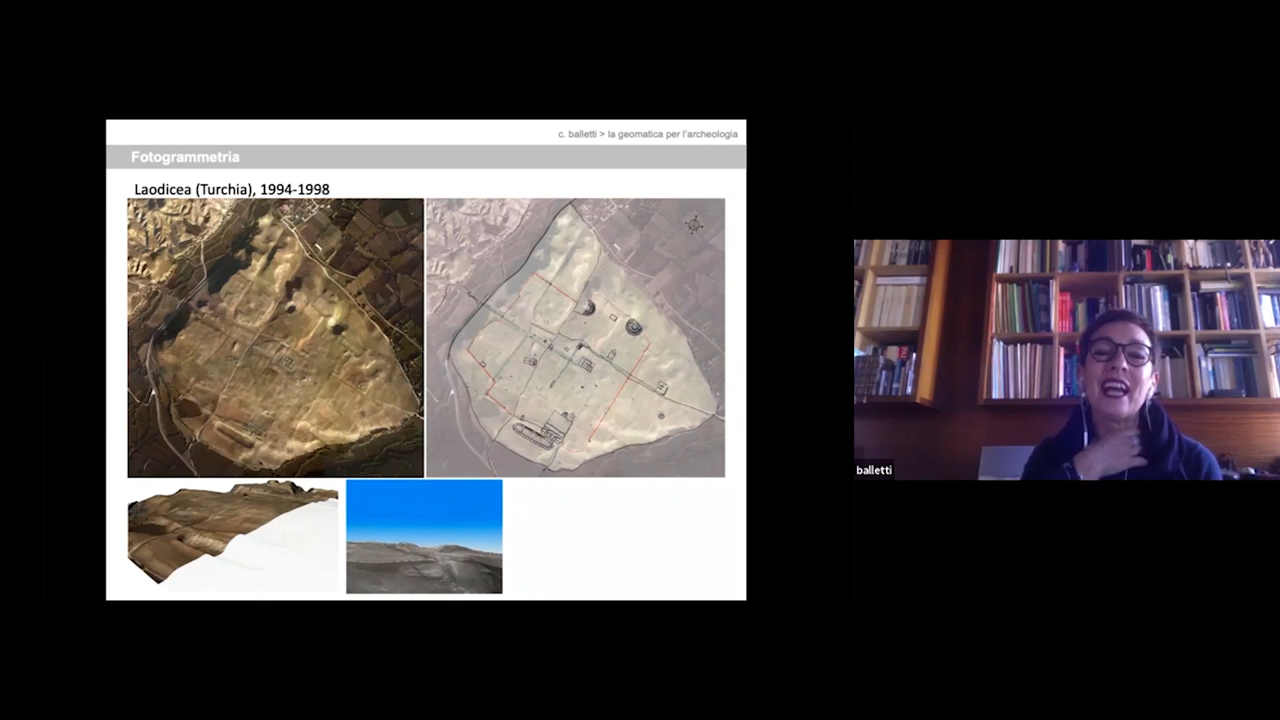 c. balletti > la geomatica per l'archeologia
Fotogrammetria
Laodicea (Turchia), 1994-1998
balletti